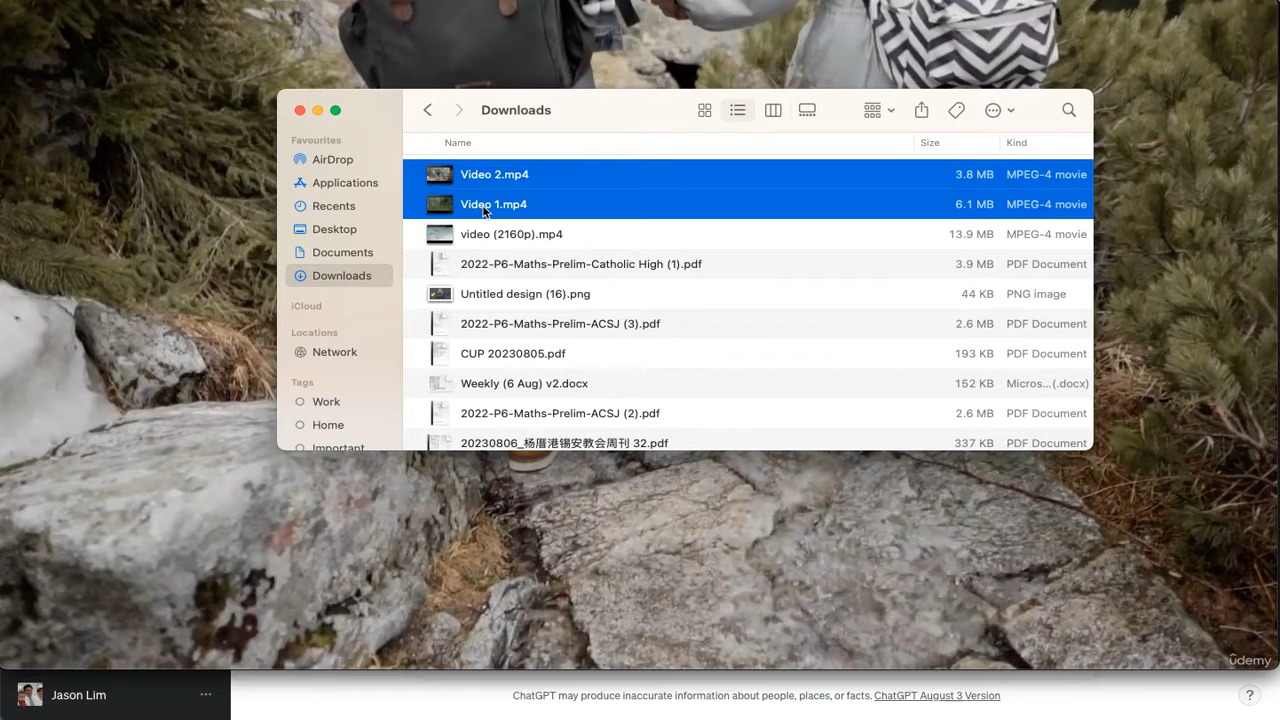 Downloads
Favourites
AirDrop
Applications
Recents
Desktop
Documents
Downloads
iCloud
Locations
Network
Tags
Work
Home
Important
Name Size Kind
Video 2.mp4 3.8 MB MPEG-4 movie
Video 1.mp4 6.1 MB MPEG-4 movie
video (2160p).mp4 13.9 MB MPEG-4 movie
2022-P6-Maths-Prelim-Catholic High (1).pdf 3.9 MB PDF Document
Untitled design (16).png 44 KB PNG image
2022-P6-Maths-Prelim-ACSJ (3).pdf 2.6 MB PDF Document
CUP 20230805.pdf 193 KB PDF Document
Weekly (6 Aug) v2.docx 152 KB Micros...(.docx)
2022-P6-Maths-Prelim-ACSJ (2).pdf 2.6 MB PDF Document
20230806_杨厝港锡安教会周刊 32.pdf 337 KB PDF Document
udemy
Jason Lim ...
ChatGPT may produce inaccurate information about people, places, or facts. ChatGPT August 3 Version
?